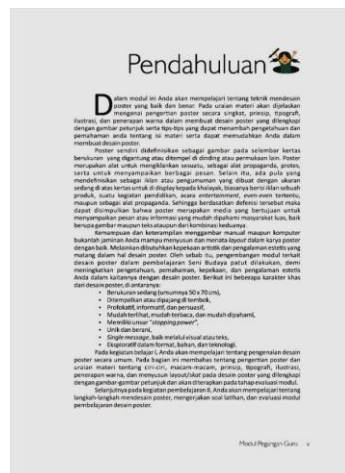 Pendahuluan
Dalam modul ini Anda akan mempelajari tentang teknik mendesain
poster yang baik dan benar. Pada uraian materi akan dijelaskan
mengenai pengertian poster secara singkat, prinsip, tipografi,
ilustrasi, dan penerapan warna dalam membuat desain poster yang dilengkapi
dengan gambar petunjuk serta tips-tips yang dapat menambah pengetahuan dan
pemahaman anda tentang isi materi serta dapat memudahkan Anda dalam
membuat desain poster.
Poster sendiri didefinisikan sebagai gambar pada selembar kertas
berukuran yang digantung atau ditempel di dinding atau permukaan lain. Poster
merupakan alat untuk mengiklankan sesuatu, sebagai alat propaganda, protes,
serta untuk menyampaikan berbagai pesan. Selain itu, ada pula yang
mendefinisikan sebagai iklan atau pengumuman yang dibuat dengan ukuran
sedang di atas kertas untuk di display kepada khalayak, biasanya berisi iklan sebuah
produk, suatu kegiatan pendidikan, acara entertainment, even-even tertentu,
maupun sebagai alat propaganda. Sehingga berdasatkan defenisi tersebut maka
dapat disimpulkan bahwa poster merupakan media yang bertujuan untuk
menyampaikan pesan atau informasi yang mudah dipahami masyarakat luas, baik
berupa gambar maupun teks ataupun dari kombinasi keduanya.
Kemampuan dan keterampilan menggambar manual maupun komputer
bukanlah jaminan Anda mampu menyusun dan menata layout dalam karya poster
dengan baik. Melainkan dibutuhkan kepekaan artistik dan pengalaman estetis yang
matang dalam hal desain poster. Oleh sebab itu, pengembangan modul terkait
desain poster dalam pembelajaran Seni Budaya patut dilakukan, demi
meningkatkan pengetahuan, pemahaman, kepekaan, dan pengalaman estetis
Anda dalam kaitannya dengan desain poster. Berikut ini beberapa karakter khas
dari desain poster, di antaranya:
• Berukuran sedang (umumnya 50 x 70 cm),
• Ditempelkan atau dipajang di tembok,
• Profokatif, informatif, dan persuasif,
• Mudah terlihat, mudah terbaca, dan mudah dipahami,
• Memiliki unsur "stopping power",
• Unik dan berani,
• Single message, baik melalui visual atau teks,
• Eksploratif dalam format, bahan, dan teknologi.
Pada kegiatan belajar I, Anda akan mempelajari tentang pengenalan desain
poster secara umum. Pada bagian ini membahas tentang pengertian poster dan
uraian materi tentang ciri-ciri, macam-macam, prinsip, tipografi, ilustrasi,
penerapan warna, dan menyusun layout/sket pada desain poster yang dilengkapi
dengan gambar-gambar petunjuk dan akan diterapkan pada tahap evaluasi modul.
Selanjutnya pada kegiatan pembelajaran II, Anda akan mempelajari tentang
langkah-langkah mendesain poster, mengerjakan soal latihan, dan evaluasi modul
pembelajaran desain poster.
Modul Pegangan Guru v